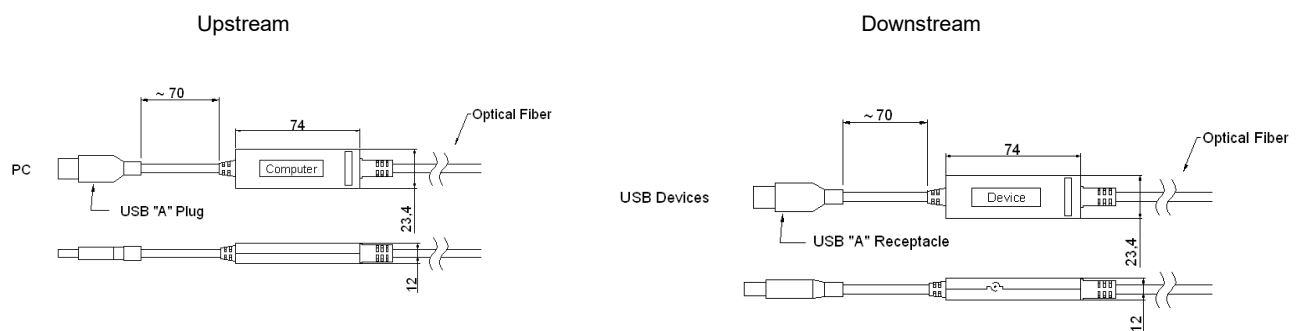 Upstream
Downstream
~ 70
74
Optical Fiber
PC
Computer
USB "A" Plug
23,4
12
~ 70
74
Optical Fiber
USB Devices
Device
USB "A" Receptacle
23,4
12